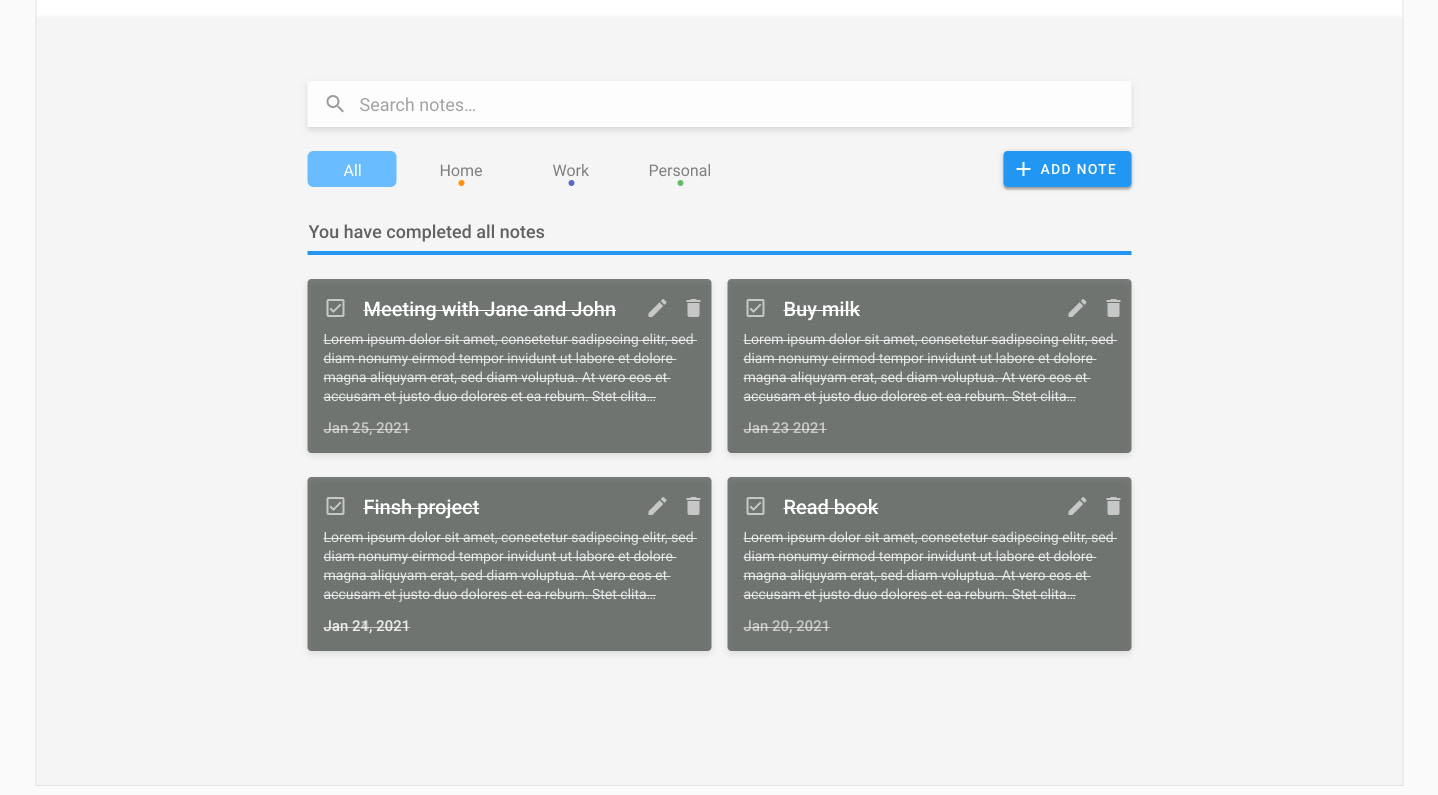 Search notes...
All
Home
Work
Personal
ADD NOTE
You have completed all notes
Meeting with Jane and John
Lorem ipsum dolor sit amet, consetetur sadipscing elitr, sed
diam nonumy eirmod tempor invidunt ut labore et dolore
magna aliquyam erat, sed diam voluptua. At vero eos et
accusam et justo duo dolores et ea rebum. Stet clita...
Jan 25, 2021
Buy milk
Lorem ipsum dolor sit amet, consetetur sadipscing elitr, sed
diam nonumy eirmod tempor invidunt ut labore et dolore
magna aliquyam erat, sed diam voluptua. At vero eos et
accusam et justo duo dolores et ea rebum. Stet clita...
Jan 23 2021
Finsh project
Lorem ipsum dolor sit amet, consetetur sadipscing elitr, sed
diam nonumy eirmod tempor invidunt ut labore et dolore
magna aliquyam erat, sed diam voluptua. At vero eos et
accusam et justo duo dolores et ea rebum. Stet clita...
Jan 2021
Read book
Lorem ipsum dolor sit amet, consetetur sadipscing elitr, sed
diam nonumy eirmod tempor invidunt ut labore et dolore
magna aliquyam erat, sed diam voluptua. At vero eos et
accusam et justo duo dolores et ea rebum. Stet clita...
Jan 20, 2021